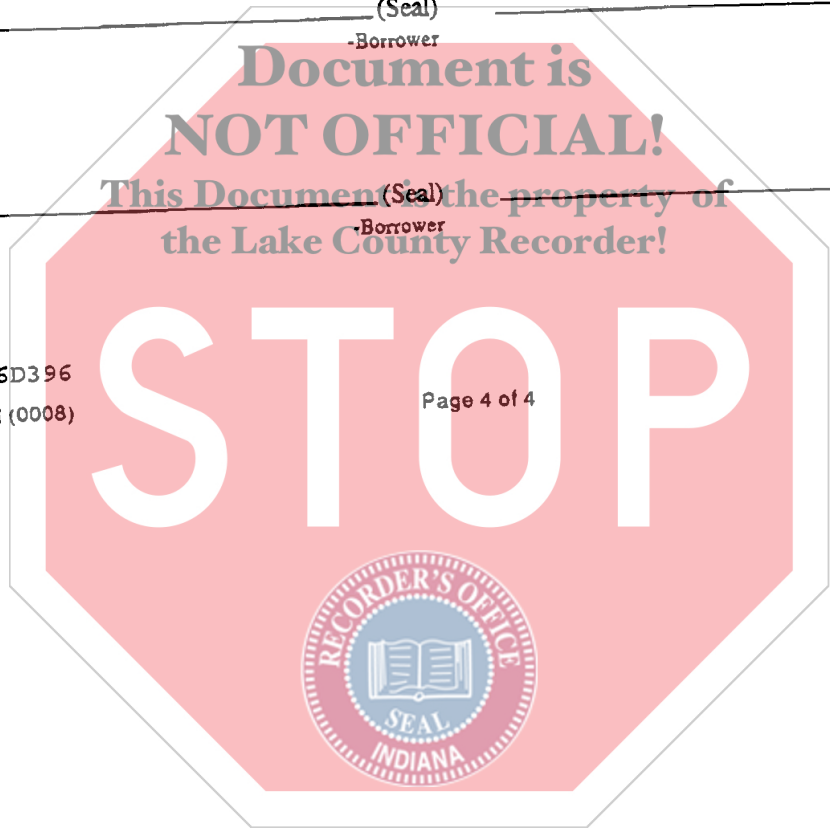 (Seal)
-Borrower
Document is
NOT OFFICIAL!
This Document is the property of
the Lake County Recorder!
(Seal)
-Borrower
6D396
(0008)
Page 4 of 4
STOP
RECORDER'S OFFICE
SEAL
INDIANA